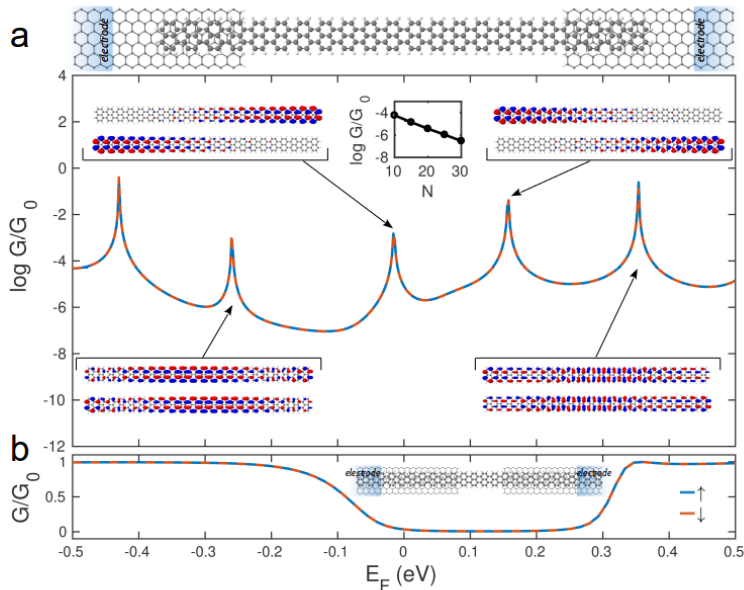 a
electrode
electrode
4
2
0
-2
-4
-6
-8
-10
-12
log G/G0
-4
-6
-8
log G/G0
10
20
30
N
b
electrode
electrode
1
0.5
0
G/G0
↑
↓
-0.5
-0.4
-0.3
-0.2
-0.1
0
0.1
0.2
0.3
0.4
0.5
EF (eV)